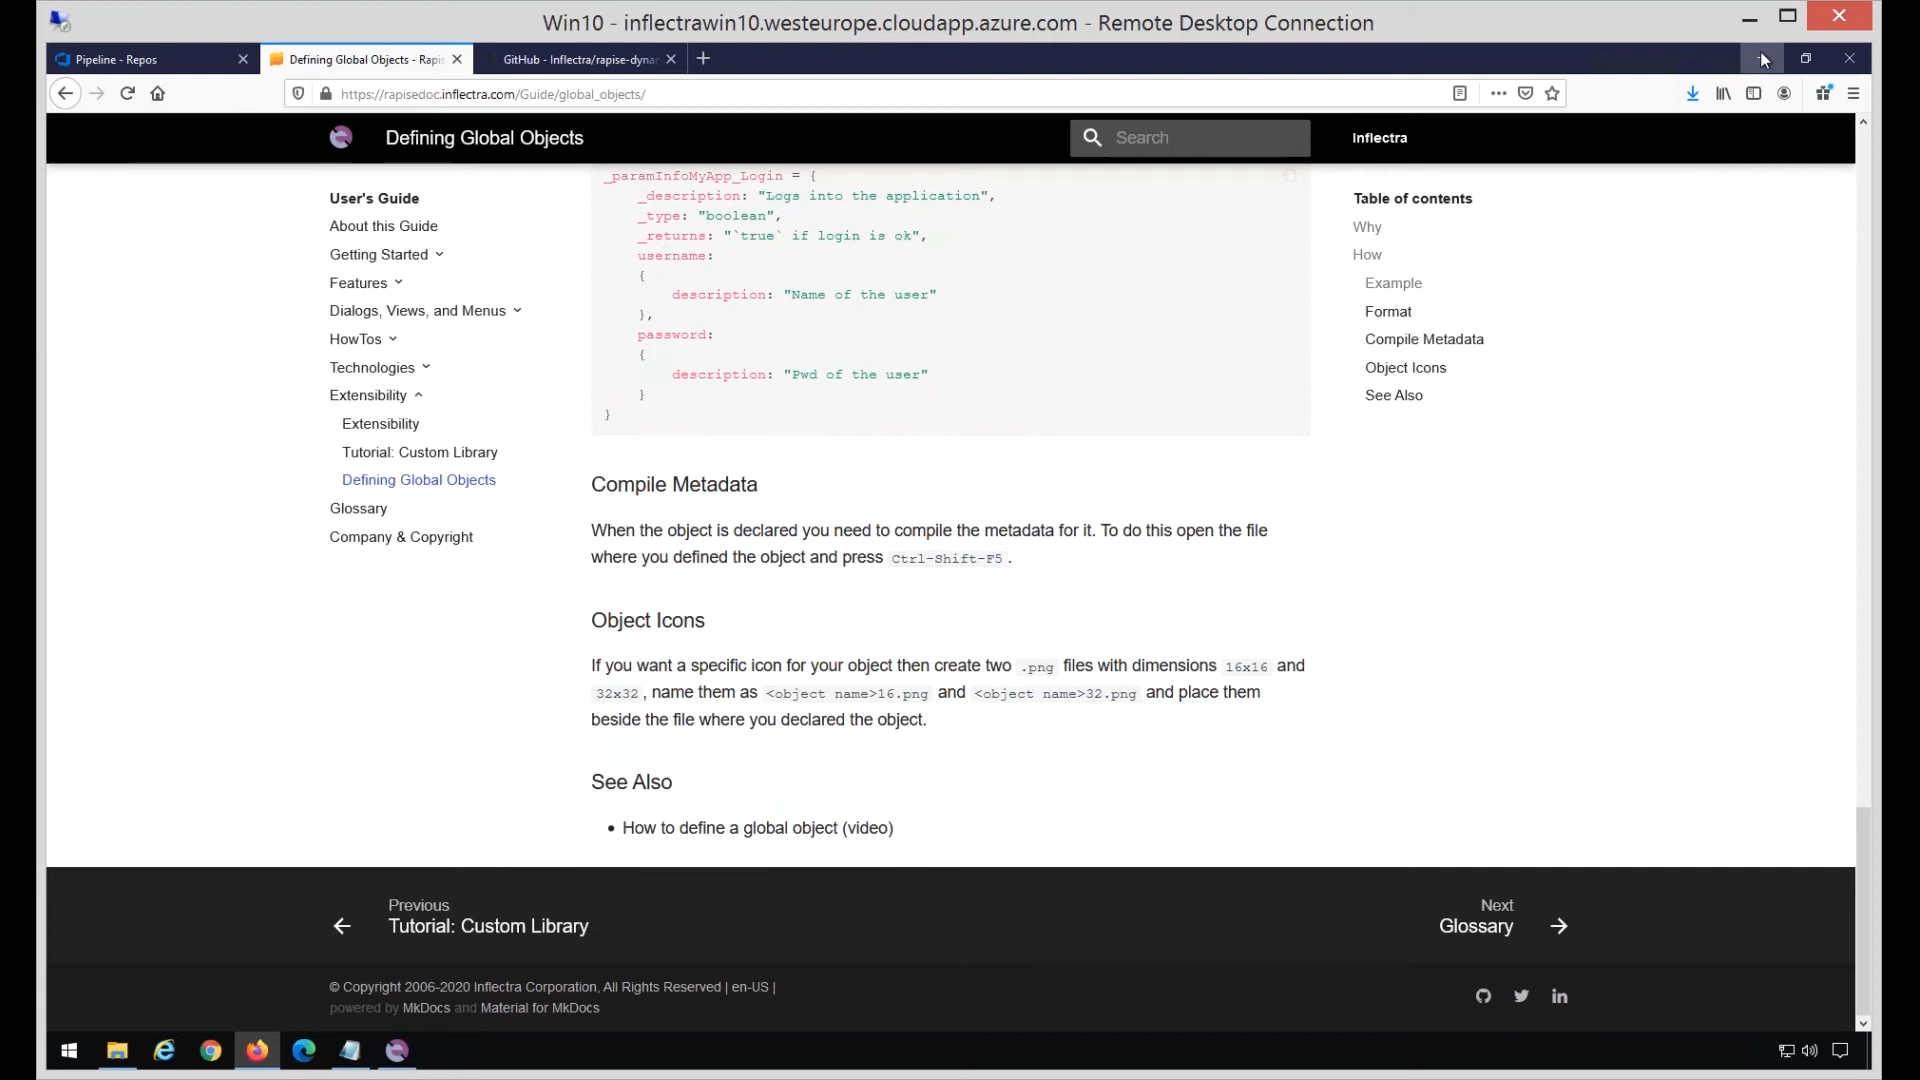 Win10 - inflectrawin10.westeurope.cloudapp.azure.com - Remote Desktop Connection
Pipeline - Repos
Defining Global Objects - Rapis
GitHub - Inflectra/rapise-dyna
https://rapisedoc.inflectra.com/Guide/global_objects/
Defining Global Objects
Search
Inflectra
User's Guide
About this Guide
Getting Started
Features
Dialogs, Views, and Menus
HowTos
Technologies
Extensibility
Extensibility
Tutorial: Custom Library
Defining Global Objects
Glossary
Company & Copyright
_paramInfoMyApp_Login = {
_description: "Logs into the application",
_type: "boolean",
_returns: "`true` if login is ok",
username:
{
description: "Name of the user"
},
password:
{
description: "Pwd of the user"
}
}
Compile Metadata
When the object is declared you need to compile the metadata for it. To do this open the file
where you defined the object and press Ctrl-Shift-F5 .
Object Icons
If you want a specific icon for your object then create two .png files with dimensions 16x16 and
32x32 , name them as <object name>16.png and <object name>32.png and place them
beside the file where you declared the object.
See Also
• How to define a global object (video)
Table of contents
Why
How
Example
Format
Compile Metadata
Object Icons
See Also
Previous
Tutorial: Custom Library
Next
Glossary
© Copyright 2006-2020 Inflectra Corporation, All Rights Reserved | en-US |
powered by MkDocs and Material for MkDocs